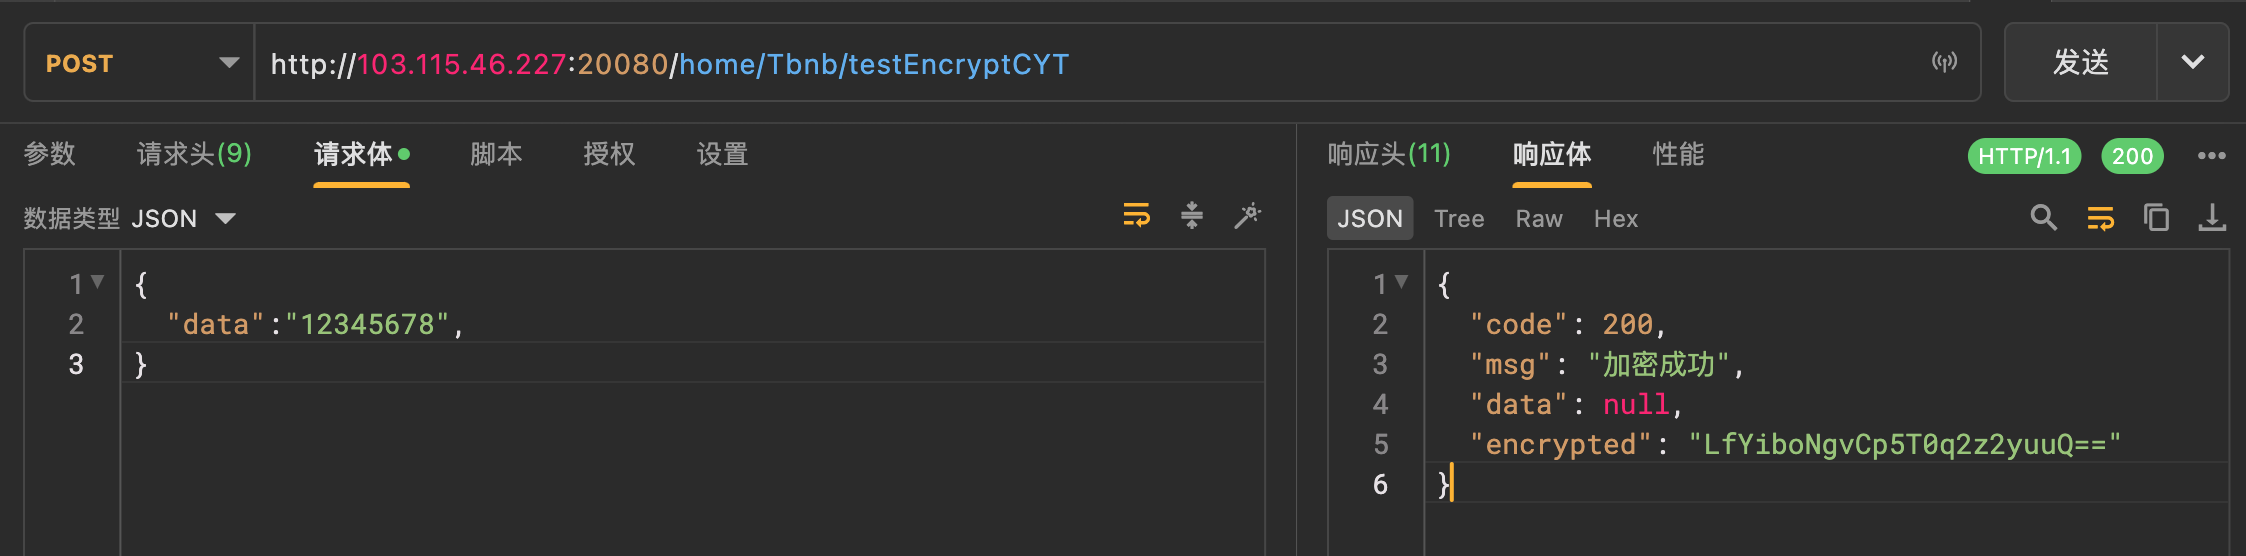 POST http://103.115.46.227:20080/home/Tbnb/testEncryptCYT 发送
参数 请求头(9) 请求体 脚本 授权 设置
数据类型 JSON
1 {
2 "data":"12345678",
3 }
响应头(11) 响应体 性能 HTTP/1.1 200
JSON Tree Raw Hex
1 {
2 "code": 200,
3 "msg": "加密成功",
4 "data": null,
5 "encrypted": "LfYiboNgvCp5T0q2z2yuuQ=="
6 }